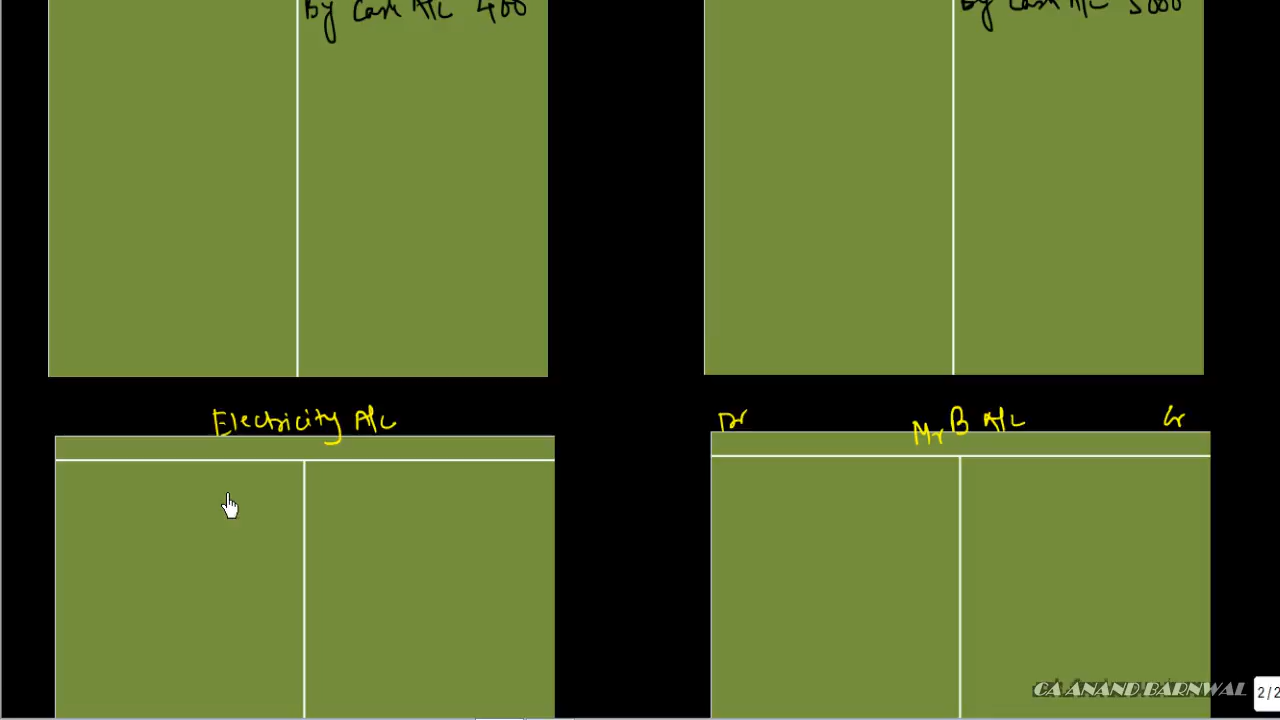 By Cash A/c 400
By Cash A/c 5000
Electricity A/c
Dr Mr B A/c Cr
CA ANAND BARNWAL
2/2